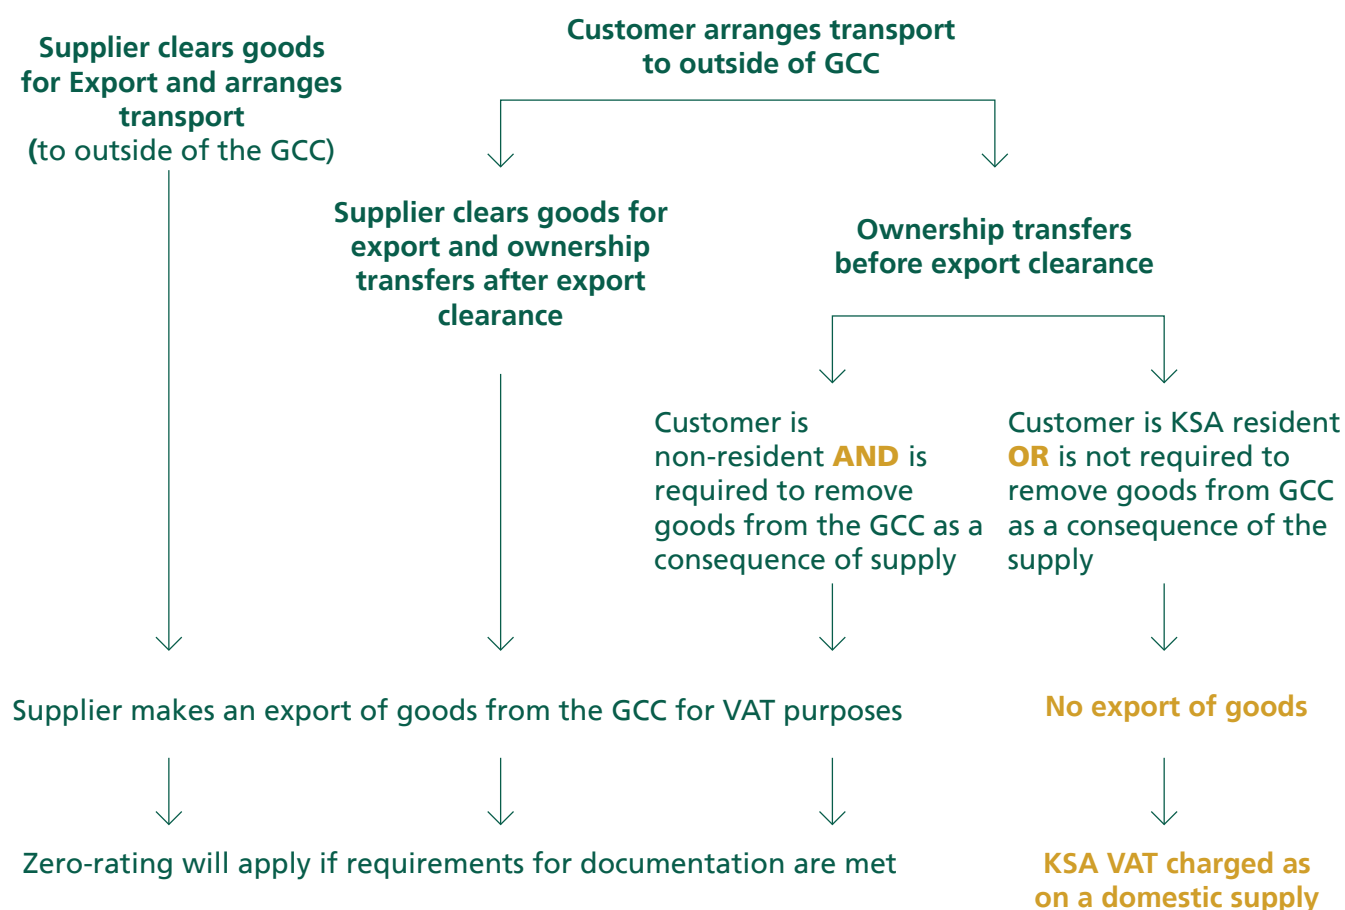 Supplier clears goods
for Export and arranges
transport
(to outside of the GCC)
Customer arranges transport
to outside of GCC
Supplier clears goods for
export and ownership
transfers after export
clearance
Ownership transfers
before export clearance
Customer is
non-resident AND is
required to remove
goods from the GCC as a
consequence of supply
Customer is KSA resident
OR is not required to
remove goods from GCC
as a consequence of the
supply
Supplier makes an export of goods from the GCC for VAT purposes
No export of goods
Zero-rating will apply if requirements for documentation are met
KSA VAT charged as
on a domestic supply